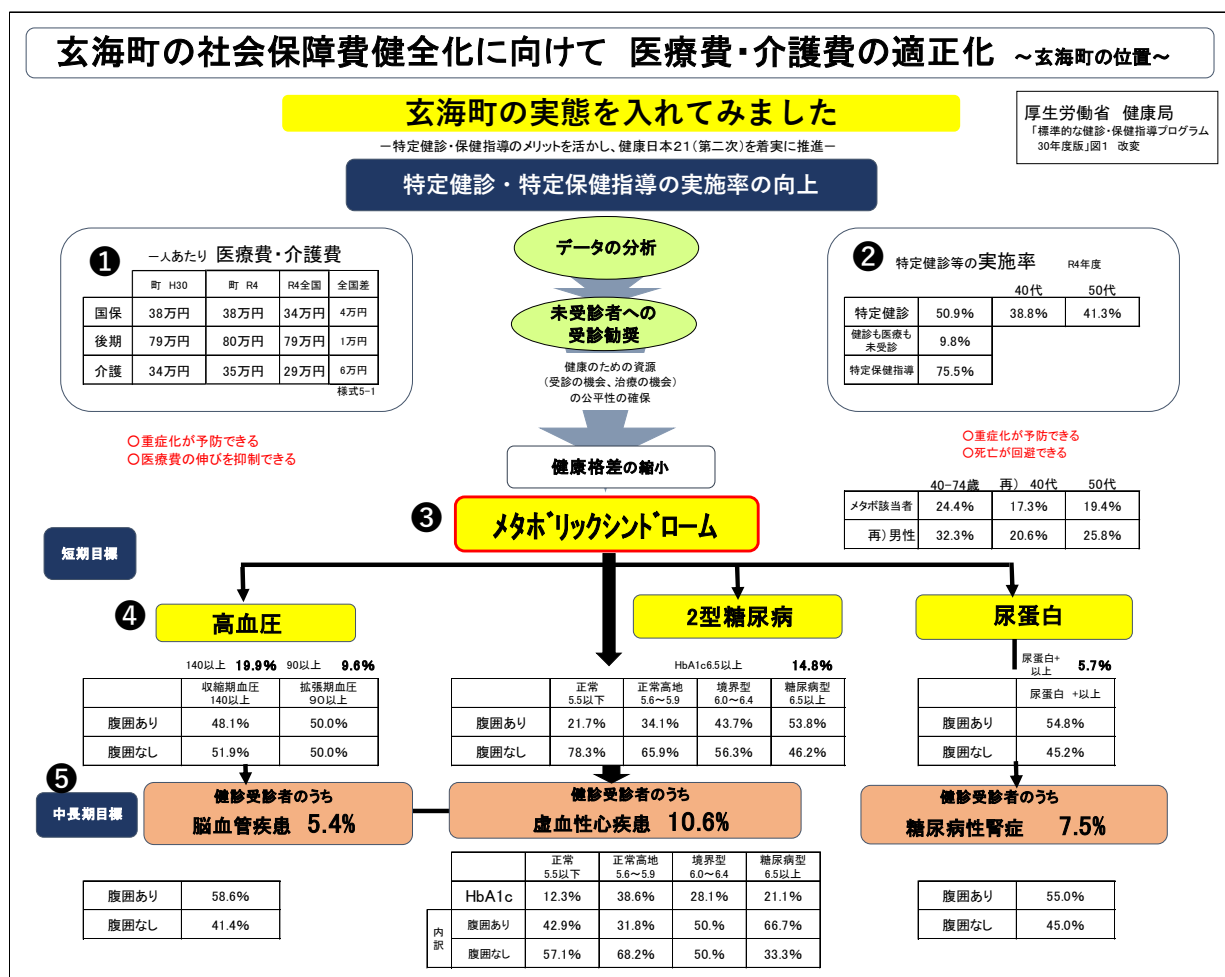 玄海町の社会保障費健全化に向けて 医療費・介護費の適正化 ～玄海町の位置～
玄海町の実態を入れてみました
－特定健診・保健指導のメリットを活かし、健康日本21(第二次)を着実に推進－
厚生労働省 健康局
「標準的な健診・保健指導プログラム
30年度版」図1 改変
特定健診・特定保健指導の実施率の向上
❶ 一人あたり 医療費・介護費
町 H30 町 R4 R4全国 全国差
国保 38万円 38万円 34万円 4万円
後期 79万円 80万円 79万円 1万円
介護 34万円 35万円 29万円 6万円
様式5-1
〇重症化が予防できる
〇医療費の伸びを抑制できる
データの分析
未受診者への
受診勧奨
健康のための資源
(受診の機会、治療の機会)
の公平性の確保
健康格差の縮小
❷ 特定健診等の実施率 R4年度
40代 50代
特定健診 50.9% 38.8% 41.3%
健診も医療も
未受診 9.8%
特定保健指導 75.5%
〇重症化が予防できる
〇死亡が回避できる
40-74歳 再） 40代 50代
メタボ該当者 24.4% 17.3% 19.4%
再）男性 32.3% 20.6% 25.8%
❸ メタボリックシンドローム
短期目標
❹ 高血圧
2型糖尿病
尿蛋白
140以上 19.9% 90以上 9.6%
収縮期血圧 拡張期血圧
140以上 90以上
腹囲あり 48.1% 50.0%
腹囲なし 51.9% 50.0%
HbA1c6.5以上 14.8%
正常 正常高地 境界型 糖尿病型
5.5以下 5.6～5.9 6.0～6.4 6.5以上
腹囲あり 21.7% 34.1% 43.7% 53.8%
腹囲なし 78.3% 65.9% 56.3% 46.2%
尿蛋白+
以上 5.7%
尿蛋白 +以上
腹囲あり 54.8%
腹囲なし 45.2%
❺
中長期目標
健診受診者のうち
脳血管疾患 5.4%
健診受診者のうち
虚血性心疾患 10.6%
健診受診者のうち
糖尿病性腎症 7.5%
腹囲あり 58.6%
腹囲なし 41.4%
正常 正常高地 境界型 糖尿病型
5.5以下 5.6～5.9 6.0～6.4 6.5以上
HbA1c 12.3% 38.6% 28.1% 21.1%
内訳
腹囲あり 42.9% 31.8% 50.% 66.7%
腹囲なし 57.1% 68.2% 50.% 33.3%
腹囲あり 55.0%
腹囲なし 45.0%